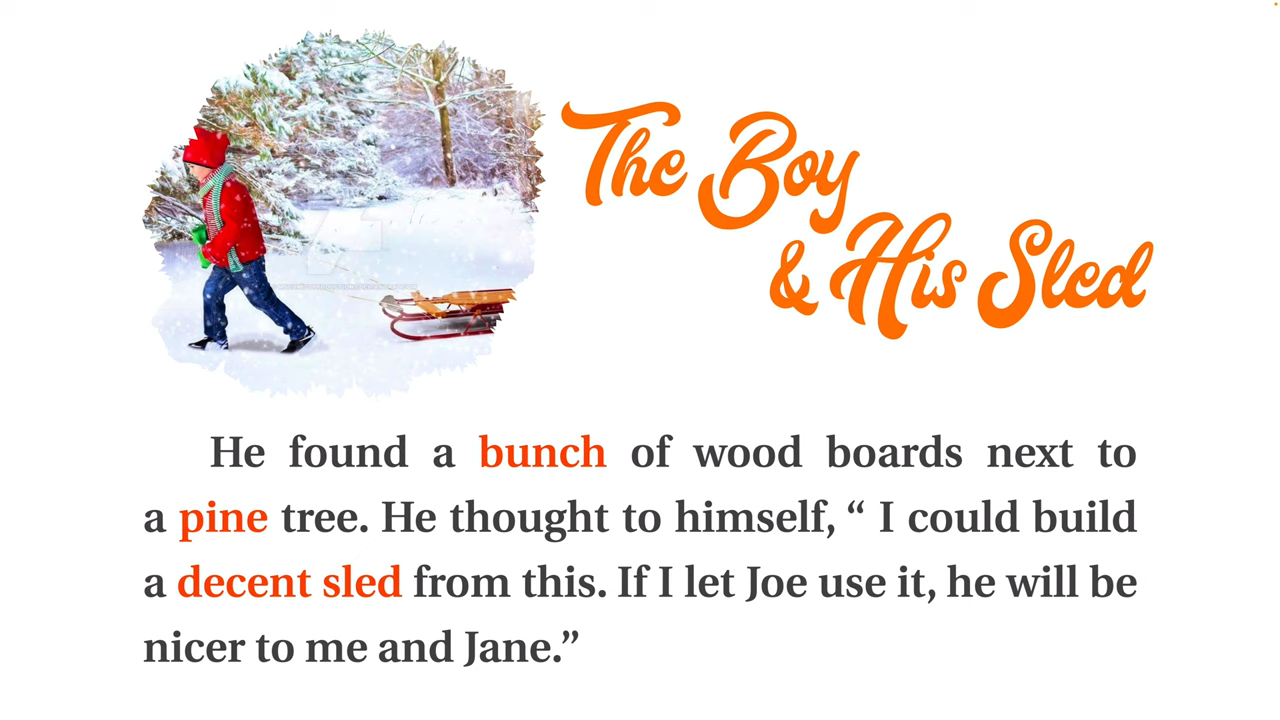 The Boy
& His Sled
He found a bunch of wood boards next to
a pine tree. He thought to himself, “ I could build
a decent sled from this. If I let Joe use it, he will be
nicer to me and Jane.”